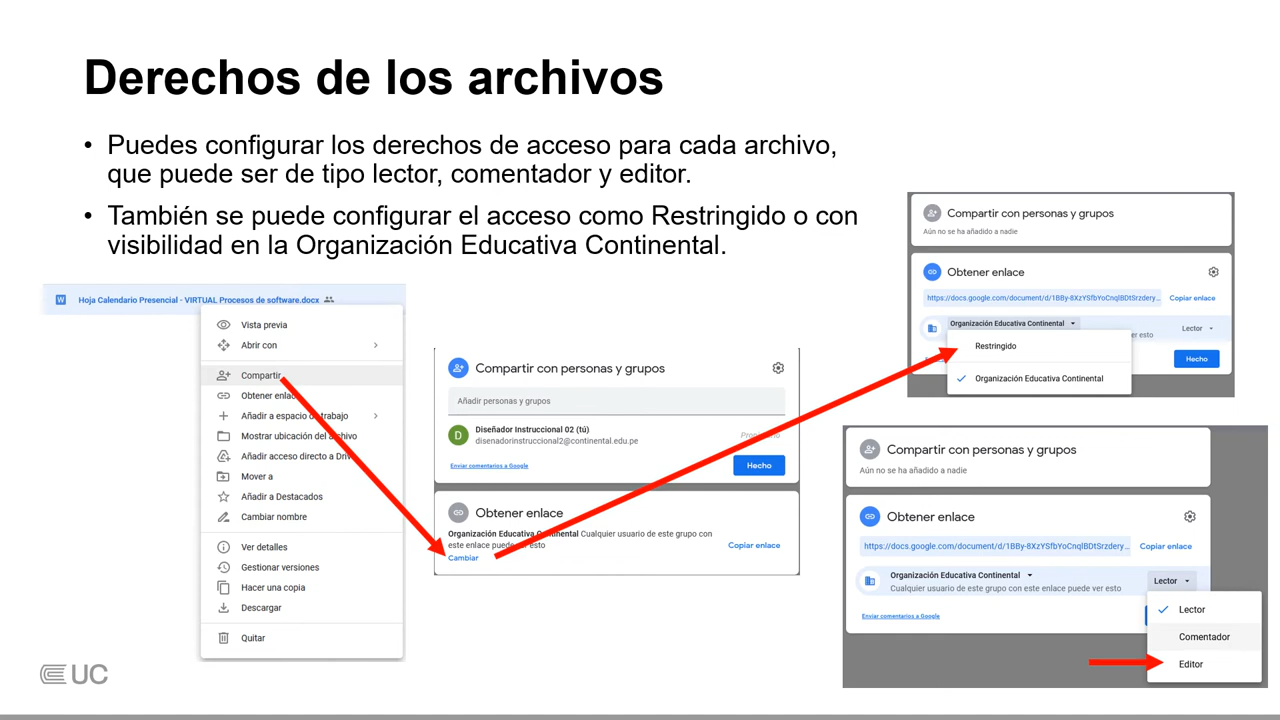 Derechos de los archivos
• Puedes configurar los derechos de acceso para cada archivo,
que puede ser de tipo lector, comentador y editor.
• También se puede configurar el acceso como Restringido o con
visibilidad en la Organización Educativa Continental.
W Hoja Calendario Presencial - VIRTUAL Procesos de software.docx
Vista previa
Abrir con
Compartir
Obtener enlace
Añadir a espacio de trabajo
Mostrar ubicación del archivo
Añadir acceso directo a
Mover a
Añadir a Destacados
Cambiar nombre
Ver detalles
Gestionar versiones
Hacer una copia
Descargar
Quitar
Compartir con personas y grupos
Añadir personas y grupos
D Diseñador Instruccional 02 (tú)
disenadorinstruccional2@continental.edu.pe
Enviar comentarios a Google
Hecho
Obtener enlace
Organización Educativa Continental Cualquier usuario de este grupo con
este enlace puede ver esto
Copiar enlace
Cambiar
Compartir con personas y grupos
Aún no se ha añadido a nadie
Obtener enlace
https://docs.google.com/document/d/1BBy-8XzYSfbYoCnqlBDtSrzdery...
Copiar enlace
Organización Educativa Continental
er esto
Lector
Restringido
Hecho
Organización Educativa Continental
Compartir con personas y grupos
Aún no se ha añadido a nadie
Obtener enlace
https://docs.google.com/document/d/1BBy-8XzYSfbYoCnqlBDtSrzdery...
Copiar enlace
Organización Educativa Continental
Cualquier usuario de este grupo con este enlace puede ver esto
Lector
Enviar comentarios a Google
Lector
Comentador
Editor
UC